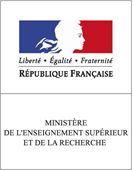 Liberté • Égalité • Fraternité
RÉPUBLIQUE FRANÇAISE
MINISTÈRE
DE L'ENSEIGNEMENT SUPÉRIEUR
ET DE LA RECHERCHE